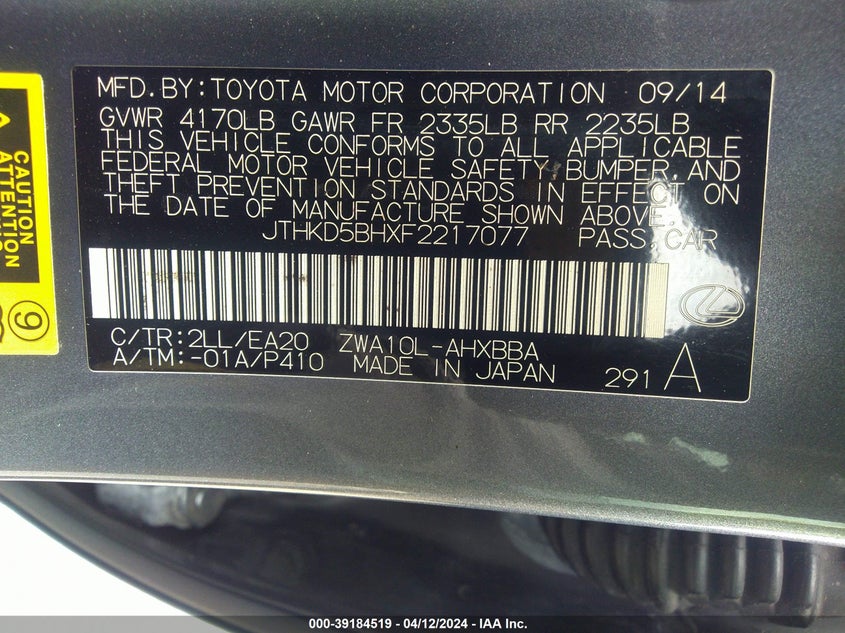 MFD.BY:TOYOTA MOTOR CORPORATION 09/14
GVWR 4170LB GAWR FR 2335LB RR 2235LB
THIS VEHICLE CONFORMS TO ALL APPLICABLE
FEDERAL MOTOR VEHICLE SAFETY, BUMPER, AND
THEFT PREVENTION STANDARDS IN EFFECT ON
THE DATE OF MANUFACTURE SHOWN ABOVE.
JTHKD5BHXF2217077 PASS.CAR
C/TR:2LL/EA20 ZWA10L-AHXBBA
A/TM:-01A/P410 MADE IN JAPAN 291 A
CAUTION
ATTENTION
9
000-39184519 / 04/12/2024 - IAA Inc.